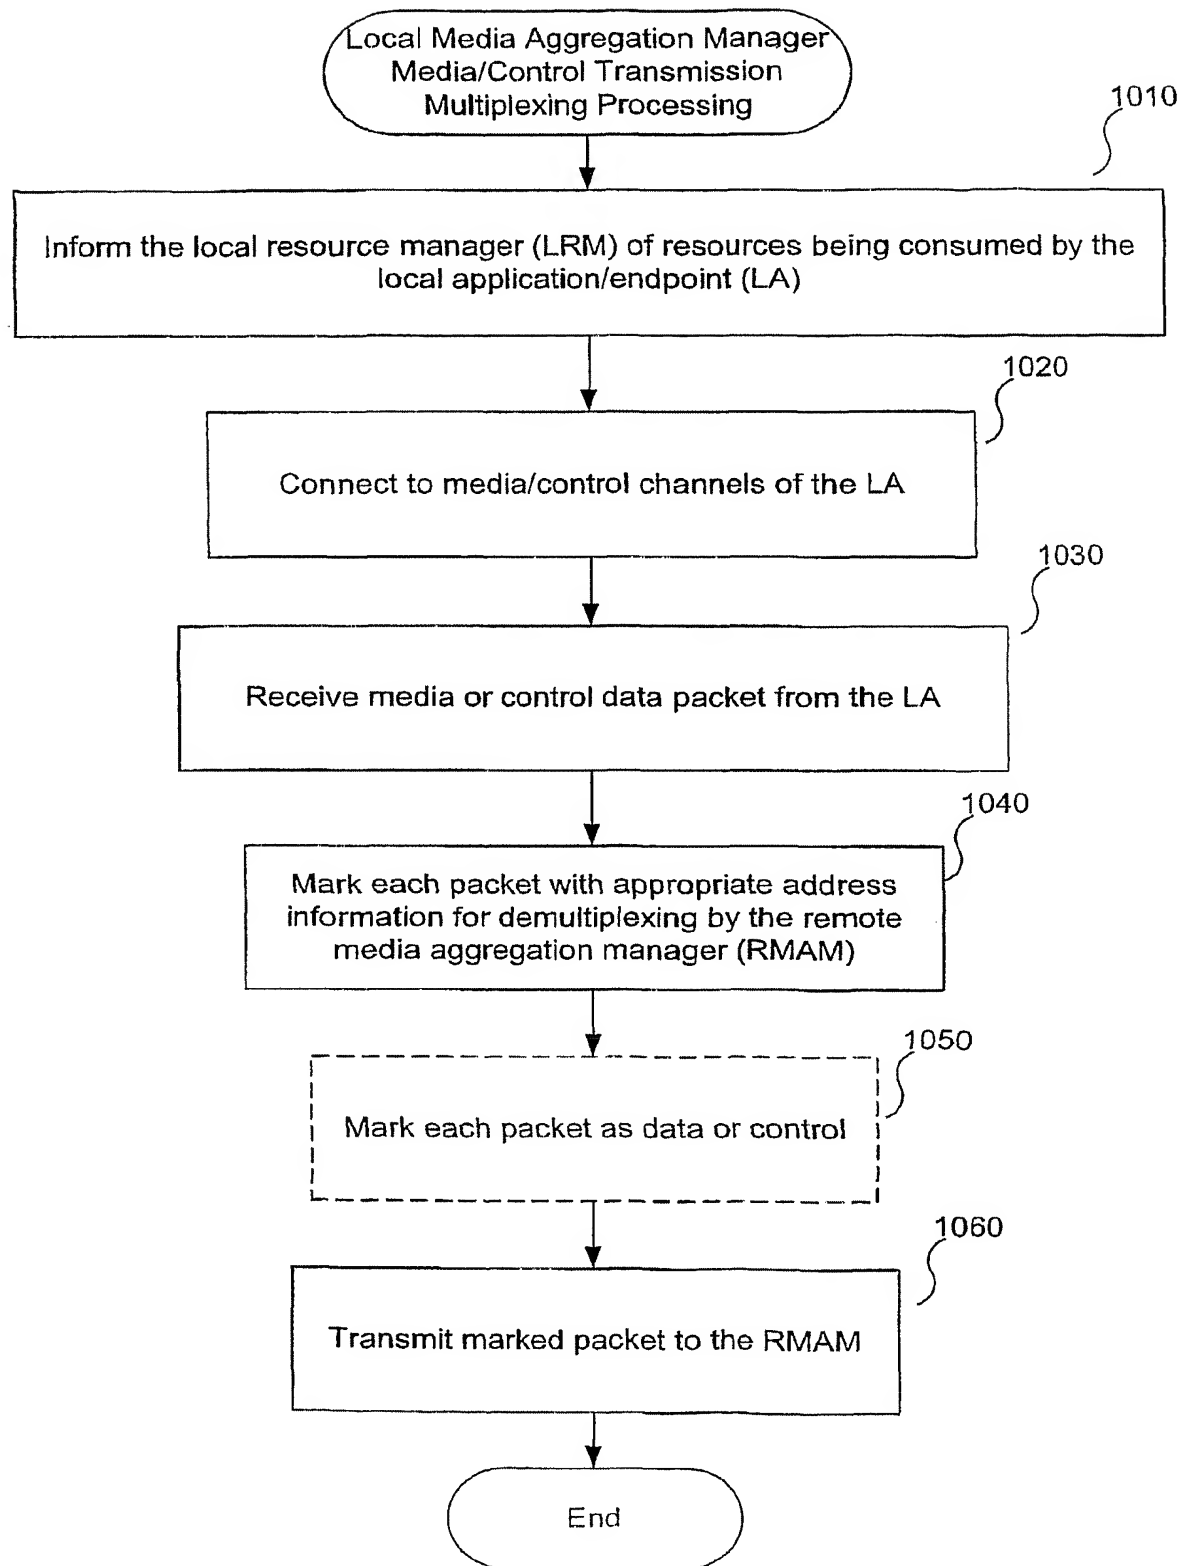 Local Media Aggregation Manager
Media/Control Transmission
Multiplexing Processing
1010
Inform the local resource manager (LRM) of resources being consumed by the
local application/endpoint (LA)
1020
Connect to media/control channels of the LA
1030
Receive media or control data packet from the LA
1040
Mark each packet with appropriate address
information for demultiplexing by the remote
media aggregation manager (RMAM)
1050
Mark each packet as data or control
1060
Transmit marked packet to the RMAM
End